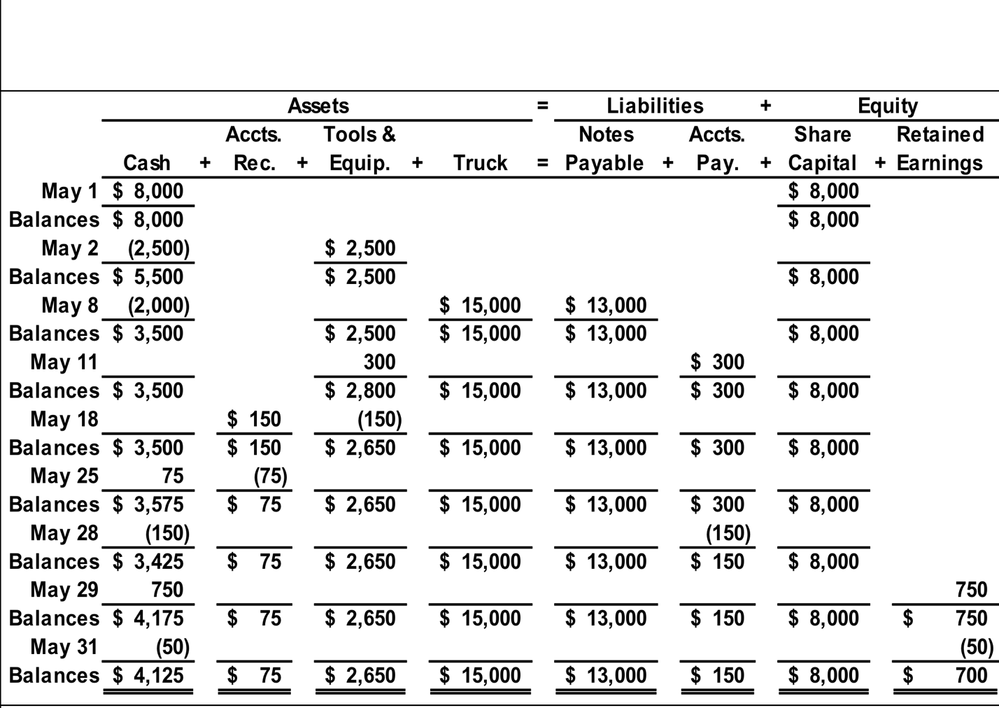 Assets = Liabilities + Equity
Accts. Tools & Notes Accts. Share Retained
Cash + Rec. + Equip. + Truck = Payable + Pay. + Capital + Earnings
May 1 $ 8,000 $ 8,000
Balances $ 8,000 $ 8,000
May 2 (2,500) $ 2,500
Balances $ 5,500 $ 2,500 $ 8,000
May 8 (2,000) $ 15,000 $ 13,000
Balances $ 3,500 $ 2,500 $ 15,000 $ 13,000 $ 8,000
May 11 300 $ 300
Balances $ 3,500 $ 2,800 $ 15,000 $ 13,000 $ 300 $ 8,000
May 18 $ 150 (150)
Balances $ 3,500 $ 150 $ 2,650 $ 15,000 $ 13,000 $ 300 $ 8,000
May 25 75 (75)
Balances $ 3,575 $ 75 $ 2,650 $ 15,000 $ 13,000 $ 300 $ 8,000
May 28 (150) (150)
Balances $ 3,425 $ 75 $ 2,650 $ 15,000 $ 13,000 $ 150 $ 8,000
May 29 750 750
Balances $ 4,175 $ 75 $ 2,650 $ 15,000 $ 13,000 $ 150 $ 8,000 $ 750
May 31 (50) (50)
Balances $ 4,125 $ 75 $ 2,650 $ 15,000 $ 13,000 $ 150 $ 8,000 $ 700